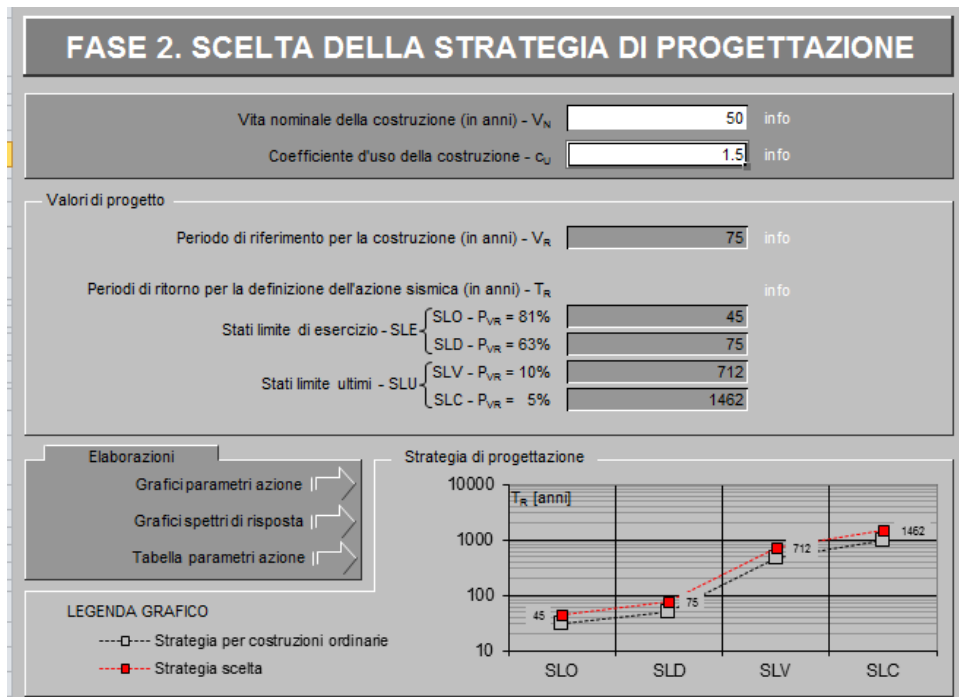 FASE 2. SCELTA DELLA STRATEGIA DI PROGETTAZIONE
Vita nominale della costruzione (in anni) - VN 50 info
Coefficiente d'uso della costruzione - cU 1.5 info
Valori di progetto
Periodo di riferimento per la costruzione (in anni) - VR 75 info
Periodi di ritorno per la definizione dell'azione sismica (in anni) - TR info
Stati limite di esercizio - SLE
SLO - PVR = 81% 45
SLD - PVR = 63% 75
Stati limite ultimi - SLU
SLV - PVR = 10% 712
SLC - PVR = 5% 1462
Elaborazioni
Grafici parametri azione
Grafici spettri di risposta
Tabella parametri azione
LEGENDA GRAFICO
Strategia per costruzioni ordinarie
Strategia scelta
Strategia di progettazione
TR [anni]
10000
1000
100
10
45
75
712
1462
SLO SLD SLV SLC